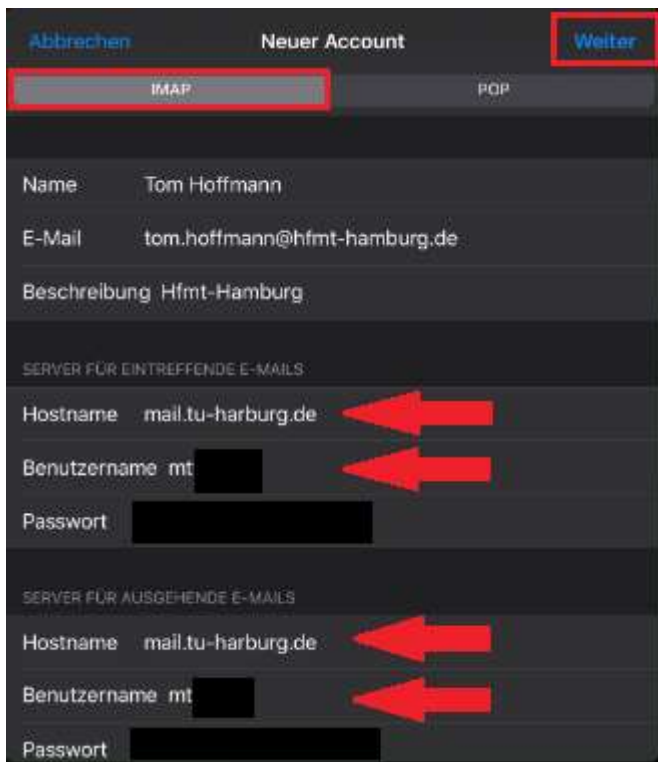 Abbrechen Neuer Account Weiter
IMAP POP
Name Tom Hoffmann
E-Mail tom.hoffmann@hfmt-hamburg.de
Beschreibung Hfmt-Hamburg
SERVER FÜR EINTREFFENDE E-MAILS
Hostname mail.tu-harburg.de
Benutzername mt
Passwort
SERVER FÜR AUSGEHENDE E-MAILS
Hostname mail.tu-harburg.de
Benutzername mt
Passwort